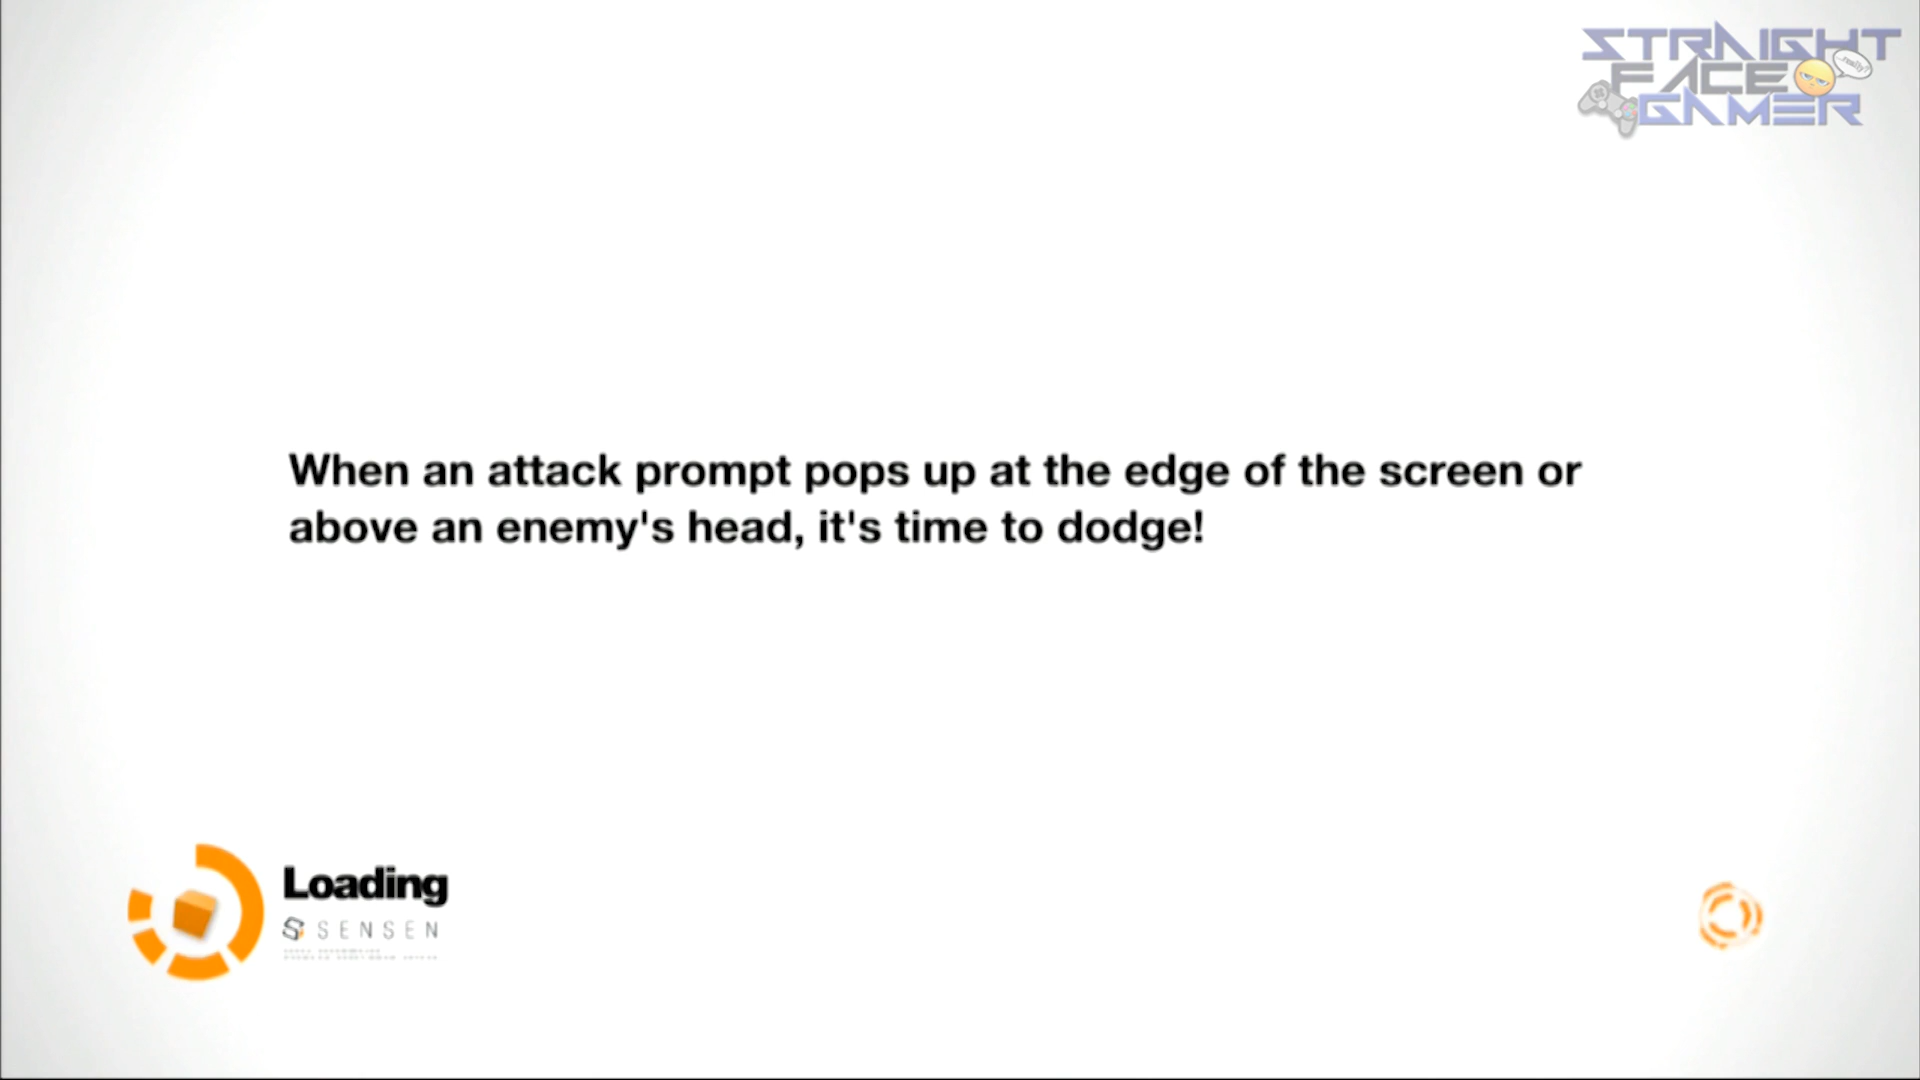 STRAIGHT
FACE
...really?
GAMER
When an attack prompt pops up at the edge of the screen or
above an enemy's head, it's time to dodge!
Loading
SENSEN